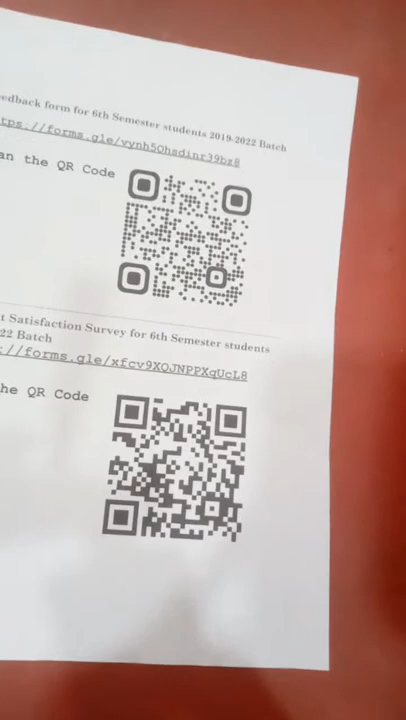 edback form for 6th Semester students 2019-2022 Batch
tps://forms.gle/vynh5Ohsdinr39bz8
an the QR Code
t Satisfaction Survey for 6th Semester students
22 Batch
://forms.gle/xfcv9XQJNPPXqUcL8
he QR Code